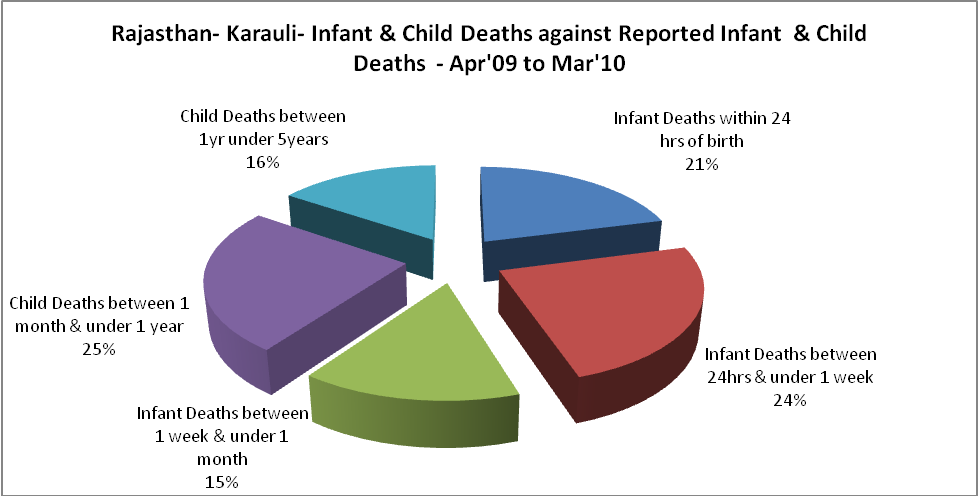 Rajasthan- Karauli- Infant & Child Deaths against Reported Infant & Child
Deaths - Apr'09 to Mar'10
Child Deaths between
1yr under 5years
16%
Infant Deaths within 24
hrs of birth
21%
Child Deaths between 1
month & under 1 year
25%
Infant Deaths between
24hrs & under 1 week
24%
Infant Deaths between
1 week & under 1
month
15%